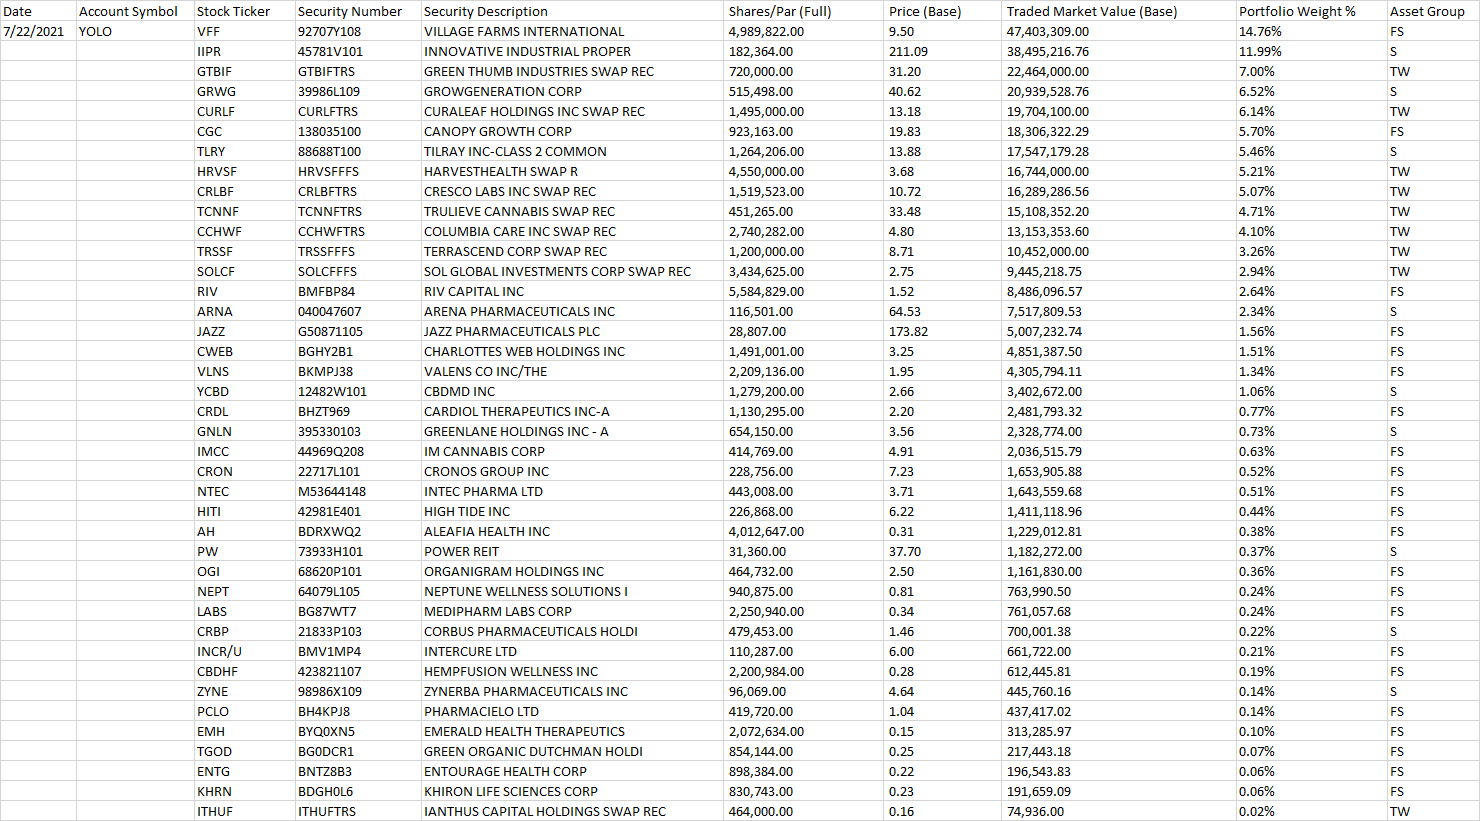 Date Account Symbol Stock Ticker Security Number Security Description Shares/Par (Full) Price (Base) Traded Market Value (Base) Portfolio Weight % Asset Group
7/22/2021 YOLO VFF 92707Y108 VILLAGE FARMS INTERNATIONAL 4,989,822.00 9.50 47,403,309.00 14.76% FS
IIPR 45781V101 INNOVATIVE INDUSTRIAL PROPER 182,364.00 211.09 38,495,216.76 11.99% S
GTBIF GTBIFTRS GREEN THUMB INDUSTRIES SWAP REC 720,000.00 31.20 22,464,000.00 7.00% TW
GRWG 39986L109 GROWGENERATION CORP 515,498.00 40.62 20,939,528.76 6.52% S
CURLF CURLFTRS CURALEAF HOLDINGS INC SWAP REC 1,495,000.00 13.18 19,704,100.00 6.14% TW
CGC 138035100 CANOPY GROWTH CORP 923,163.00 19.83 18,306,322.29 5.70% FS
TLRY 88688T100 TILRAY INC-CLASS 2 COMMON 1,264,206.00 13.88 17,547,179.28 5.46% S
HRVSF HRVSFFFS HARVESTHEALTH SWAP R 4,550,000.00 3.68 16,744,000.00 5.21% TW
CRLBF CRLBFTRS CRESCO LABS INC SWAP REC 1,519,523.00 10.72 16,289,286.56 5.07% TW
TCNNF TCNNFTRS TRULIEVE CANNABIS SWAP REC 451,265.00 33.48 15,108,352.20 4.71% TW
CCHWF CCHWFTRS COLUMBIA CARE INC SWAP REC 2,740,282.00 4.80 13,153,353.60 4.10% TW
TRSSF TRSSFFFS TERRASCEND CORP SWAP REC 1,200,000.00 8.71 10,452,000.00 3.26% TW
SOLCF SOLCFFFS SOL GLOBAL INVESTMENTS CORP SWAP REC 3,434,625.00 2.75 9,445,218.75 2.94% TW
RIV BMFBP84 RIV CAPITAL INC 5,584,829.00 1.52 8,486,096.57 2.64% FS
ARNA 040047607 ARENA PHARMACEUTICALS INC 116,501.00 64.53 7,517,809.53 2.34% S
JAZZ G50871105 JAZZ PHARMACEUTICALS PLC 28,807.00 173.82 5,007,232.74 1.56% FS
CWEB BGHY2B1 CHARLOTTES WEB HOLDINGS INC 1,491,001.00 3.25 4,851,387.50 1.51% FS
VLNS BKMPJ38 VALENS CO INC/THE 2,209,136.00 1.95 4,305,794.11 1.34% FS
YCBD 12482W101 CBDMD INC 1,279,200.00 2.66 3,402,672.00 1.06% S
CRDL BHZT969 CARDIOL THERAPEUTICS INC-A 1,130,295.00 2.20 2,481,793.32 0.77% FS
GNLN 395330103 GREENLANE HOLDINGS INC - A 654,150.00 3.56 2,328,774.00 0.73% S
IMCC 44969Q208 IM CANNABIS CORP 414,769.00 4.91 2,036,515.79 0.63% FS
CRON 22717L101 CRONOS GROUP INC 228,756.00 7.23 1,653,905.88 0.52% FS
NTEC M53644148 INTEC PHARMA LTD 443,008.00 3.71 1,643,559.68 0.51% FS
HITI 42981E401 HIGH TIDE INC 226,868.00 6.22 1,411,118.96 0.44% FS
AH BDRXWQ2 ALEAFIA HEALTH INC 4,012,647.00 0.31 1,229,012.81 0.38% FS
PW 73933H101 POWER REIT 31,360.00 37.70 1,182,272.00 0.37% S
OGI 68620P101 ORGANIGRAM HOLDINGS INC 464,732.00 2.50 1,161,830.00 0.36% FS
NEPT 64079L105 NEPTUNE WELLNESS SOLUTIONS I 940,875.00 0.81 763,990.50 0.24% FS
LABS BG87WT7 MEDIPHARM LABS CORP 2,250,940.00 0.34 761,057.68 0.24% FS
CRBP 21833P103 CORBUS PHARMACEUTICALS HOLDI 479,453.00 1.46 700,001.38 0.22% S
INCR/U BMV1MP4 INTERCURE LTD 110,287.00 6.00 661,722.00 0.21% FS
CBDHF 423821107 HEMPFUSION WELLNESS INC 2,200,984.00 0.28 612,445.81 0.19% FS
ZYNE 98986X109 ZYNERBA PHARMACEUTICALS INC 96,069.00 4.64 445,760.16 0.14% S
PCLO BH4KPJ8 PHARMACIELO LTD 419,720.00 1.04 437,417.02 0.14% FS
EMH BYQ0XN5 EMERALD HEALTH THERAPEUTICS 2,072,634.00 0.15 313,285.97 0.10% FS
TGOD BG0DCR1 GREEN ORGANIC DUTCHMAN HOLDI 854,144.00 0.25 217,443.18 0.07% FS
ENTG BNTZ8B3 ENTOURAGE HEALTH CORP 898,384.00 0.22 196,543.83 0.06% FS
KHRN BDGH0L6 KHIRON LIFE SCIENCES CORP 830,743.00 0.23 191,659.09 0.06% FS
ITHUF ITHUFTRS IANTHUS CAPITAL HOLDINGS SWAP REC 464,000.00 0.16 74,936.00 0.02% TW